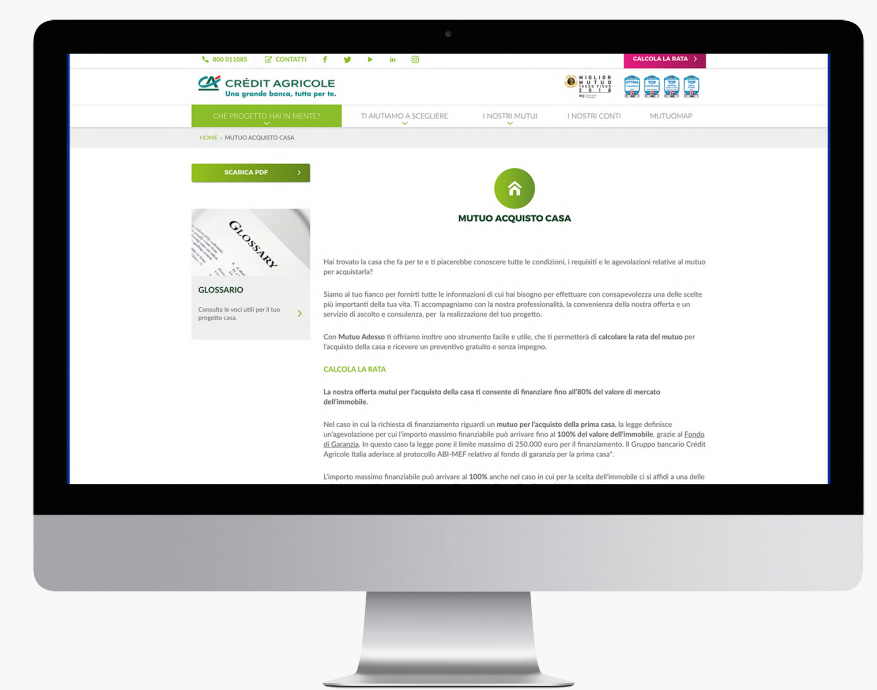 800 011085
CONTATTI
CALCOLA LA RATA
CRÉDIT AGRICOLE
Una grande banca, tutta per te.
MIGLIOR
MUTUO
TASSO FISSO
2018
TOP
TOP
TOP
CHE PROGETTO HAI IN MENTE?
TI AIUTIAMO A SCEGLIERE
I NOSTRI MUTUI
I NOSTRI CONTI
MUTUOMAP
HOME › MUTUO ACQUISTO CASA
SCARICA PDF
GLOSSARY
GLOSSARIO
Consulta le voci utili per il tuo
progetto casa.
MUTUO ACQUISTO CASA
Hai trovato la casa che fa per te e ti piacerebbe conoscere tutte le condizioni, i requisiti e le agevolazioni relative al mutuo
per acquistarla?
Siamo al tuo fianco per fornirti tutte le informazioni di cui hai bisogno per effettuare con consapevolezza una delle scelte
più importanti della tua vita. Ti accompagniamo con la nostra professionalità, la convenienza della nostra offerta e un
servizio di ascolto e consulenza, per la realizzazione del tuo progetto.
Con Mutuo Adesso ti offriamo inoltre uno strumento facile e utile, che ti permetterà di calcolare la rata del mutuo per
l'acquisto della casa e ricevere un preventivo gratuito e senza impegno.
CALCOLA LA RATA
La nostra offerta mutui per l'acquisto della casa ti consente di finanziare fino all'80% del valore di mercato
dell'immobile.
Nel caso in cui la richiesta di finanziamento riguardi un mutuo per l'acquisto della prima casa, la legge definisce
un'agevolazione per cui l'importo massimo finanziabile può arrivare fino al 100% del valore dell'immobile, grazie al Fondo
di Garanzia. In questo caso la legge pone il limite massimo di 250.000 euro per il finanziamento. Il Gruppo bancario Crédit
Agricole Italia aderisce al protocollo ABI-MEF relativo al fondo di garanzia per la prima casa*.
L'importo massimo finanziabile può arrivare al 100% anche nel caso in cui per la scelta dell'immobile ci si affidi a una delle